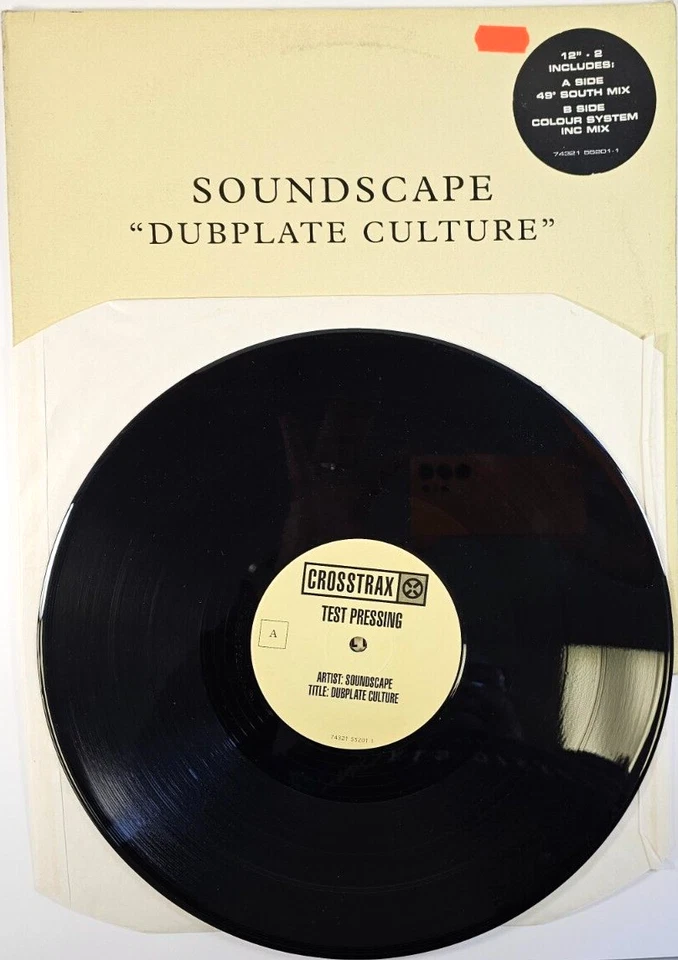 12" - 2
INCLUDES:
A SIDE
49° SOUTH MIX
B SIDE
COLOUR SYSTEM
INC MIX
74321 55201-1
SOUNDSCAPE
“DUBPLATE CULTURE”
CROSSTRAX
TEST PRESSING
A
ARTIST: SOUNDSCAPE
TITLE: DUBPLATE CULTURE
74321 55201 1